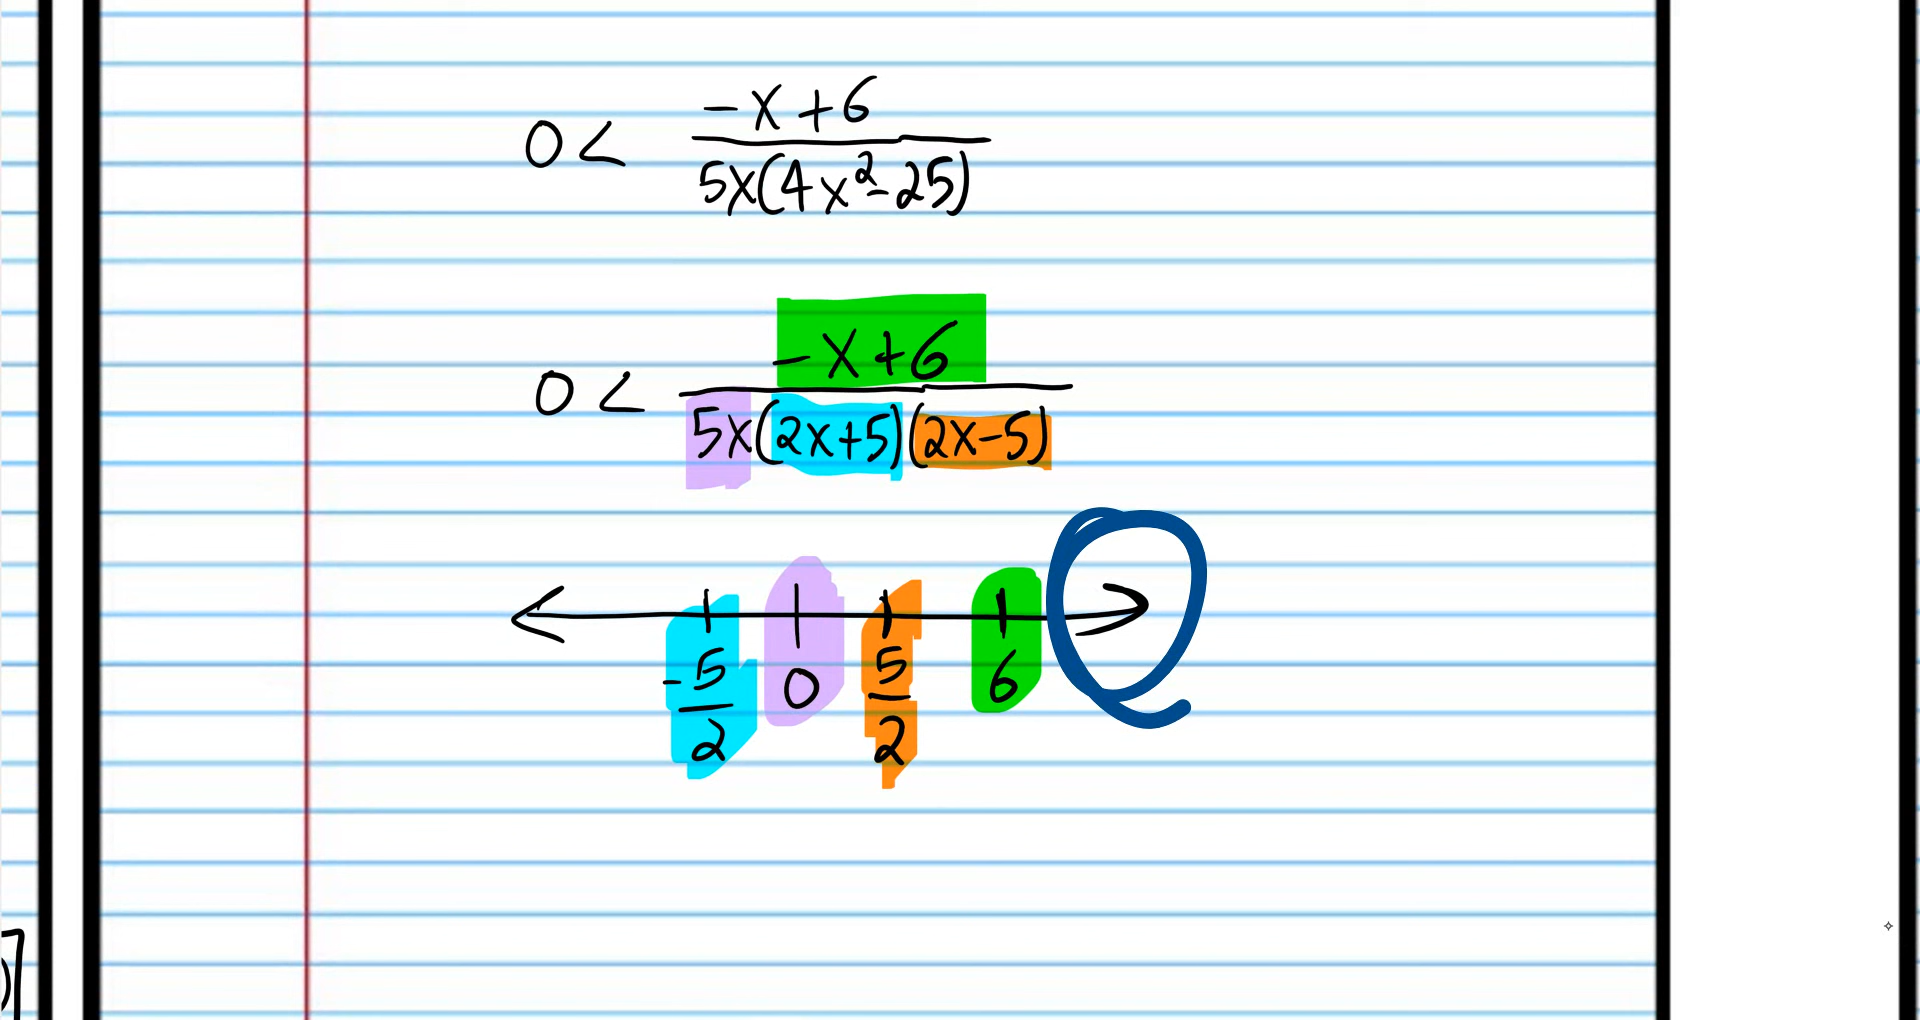 0 < (-x+6)/(5x(4x²-25))
0 < (-x+6)/(5x(2x+5)(2x-5))
-5/2 0 5/2 6